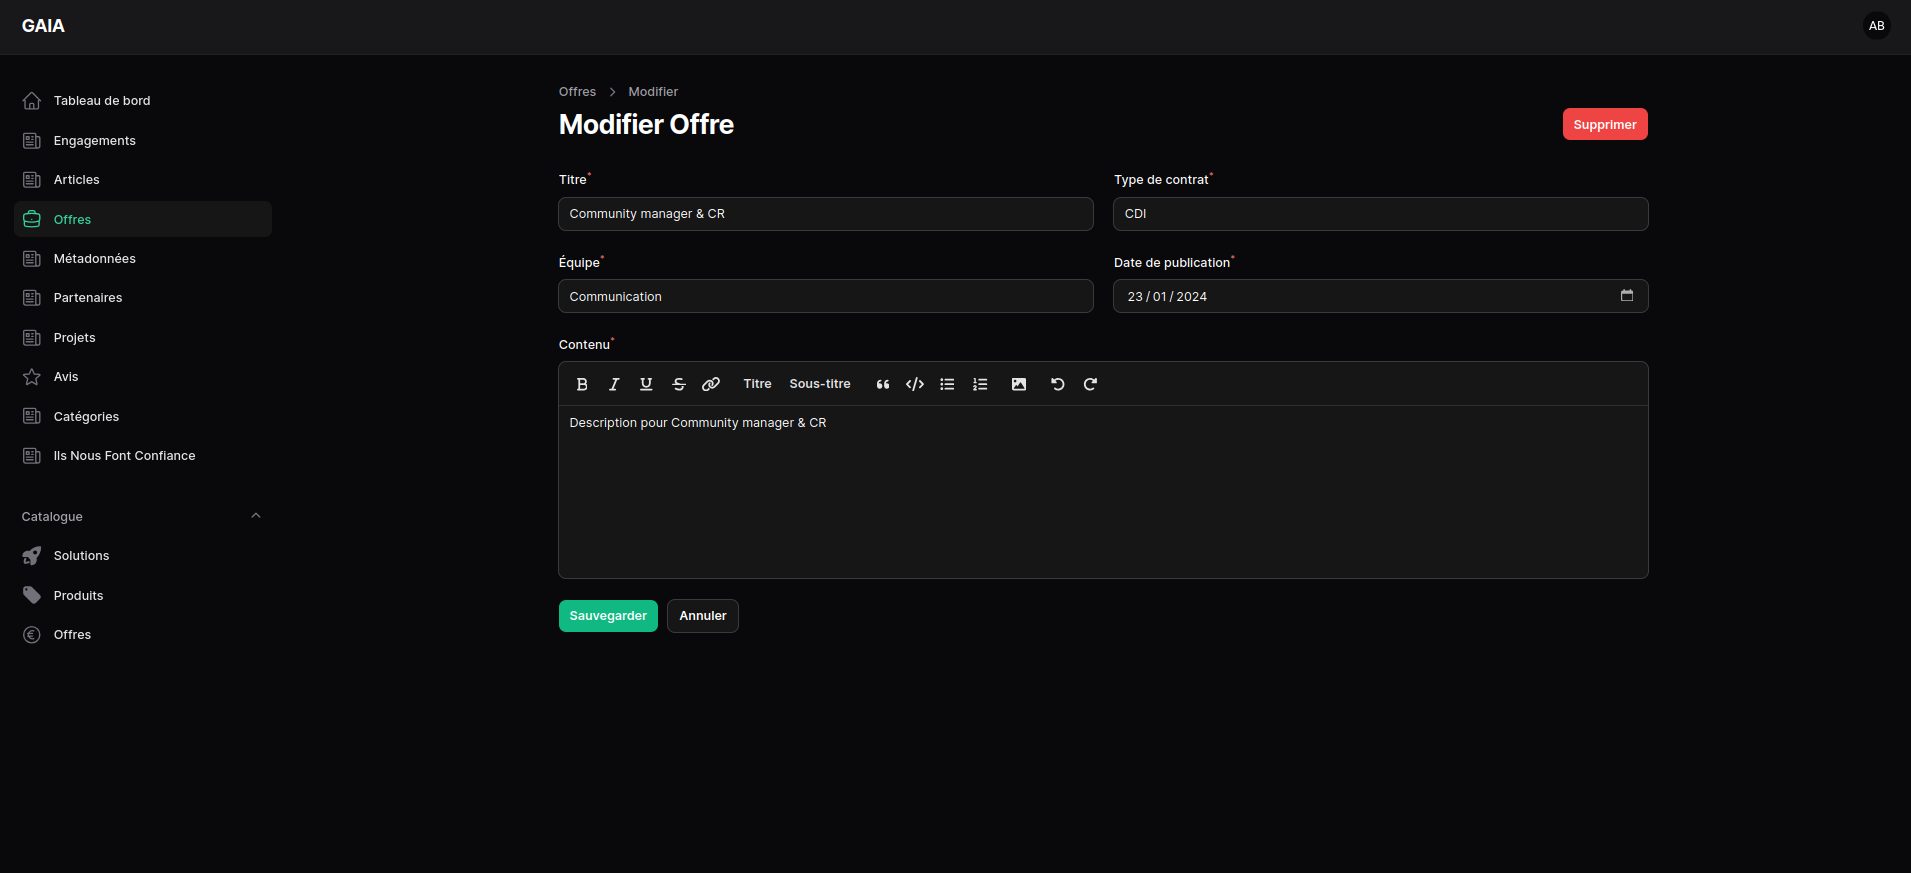 GAIA
AB
Tableau de bord
Engagements
Articles
Offres
Métadonnées
Partenaires
Projets
Avis
Catégories
Ils Nous Font Confiance
Catalogue
Solutions
Produits
Offres
Offres > Modifier
Modifier Offre
Supprimer
Titre*
Type de contrat*
Community manager & CR
CDI
Équipe*
Date de publication*
Communication
23 / 01 / 2024
Contenu*
Titre Sous-titre
Description pour Community manager & CR
Sauvegarder Annuler